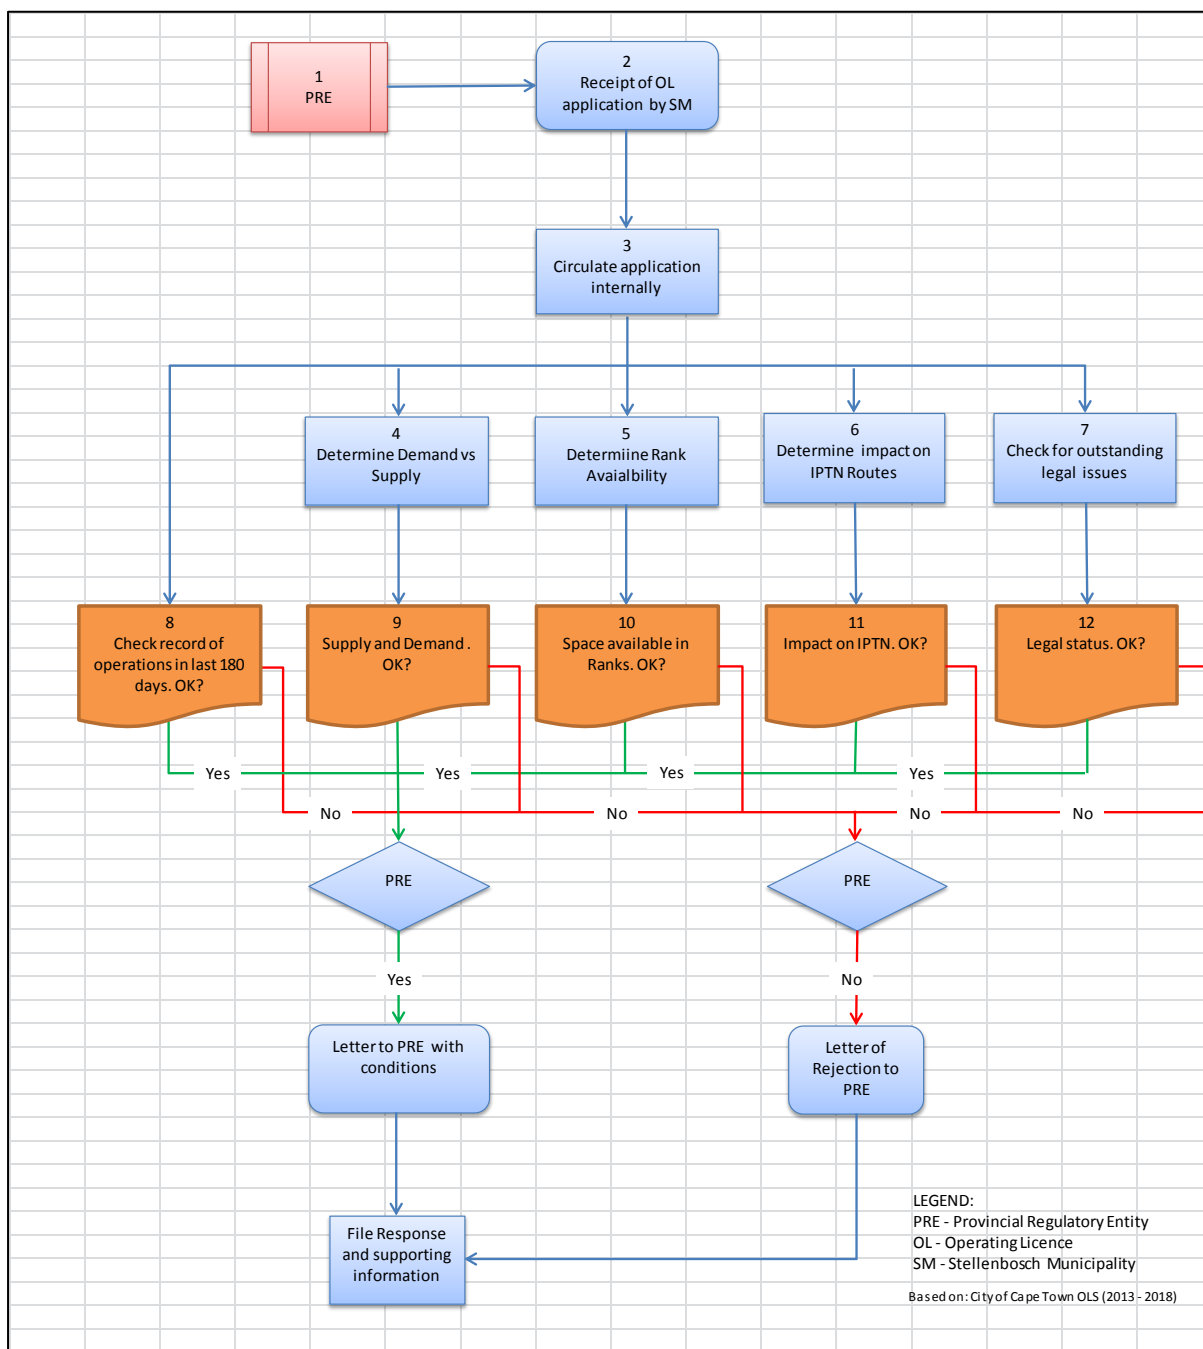 1
PRE
2
Receipt of OL
application by SM
3
Circulate application
internally
4
Determine Demand vs
Supply
5
Determiine Rank
Avaialbility
6
Determine impact on
IPTN Routes
7
Check for outstanding
legal issues
8
Check record of
operations in last 180
days. OK?
9
Supply and Demand .
OK?
10
Space available in
Ranks. OK?
11
Impact on IPTN. OK?
12
Legal status. OK?
Yes
Yes
Yes
Yes
No
No
No
No
PRE
PRE
Yes
No
Letter to PRE with
conditions
Letter of
Rejection to
PRE
File Response
and supporting
information
LEGEND:
PRE - Provincial Regulatory Entity
OL - Operating Licence
SM - Stellenbosch Municipality
Based on: City of Cape Town OLS (2013 - 2018)